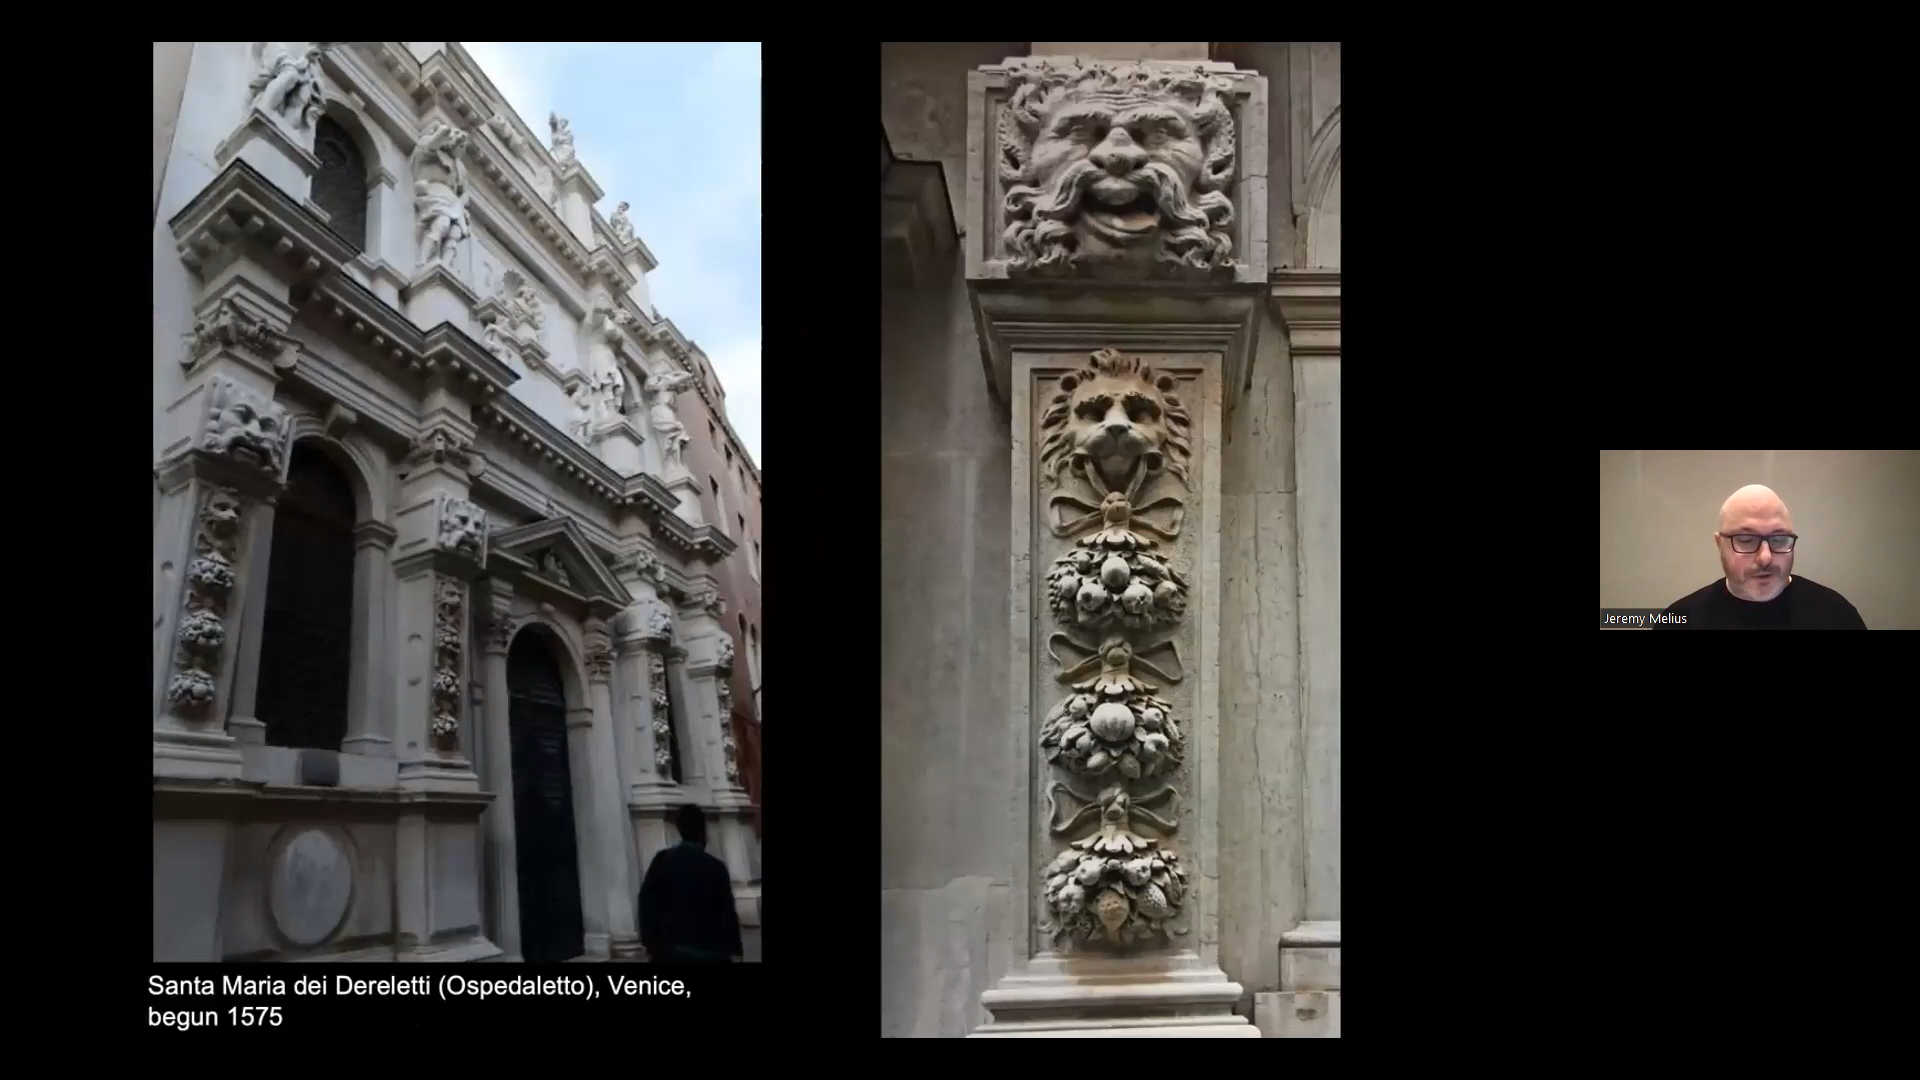 Santa Maria dei Dereletti (Ospedaletto), Venice,
begun 1575
Jeremy Melius